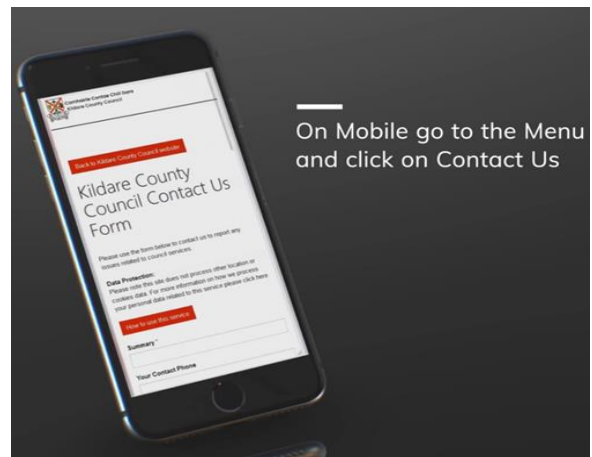 Comhairle Contae Chill Dara
Kildare County Council
Back to Kildare County Council website
Kildare County
Council Contact Us
Form
Please use the form below to contact us to report any
issues related to council services.
Data Protection:
Please note this site does not process other location or
cookies data. For more information on how we process
your personal data related to this service please click here
How to use this service
Summary *
Your Contact Phone
On Mobile go to the Menu
and click on Contact Us